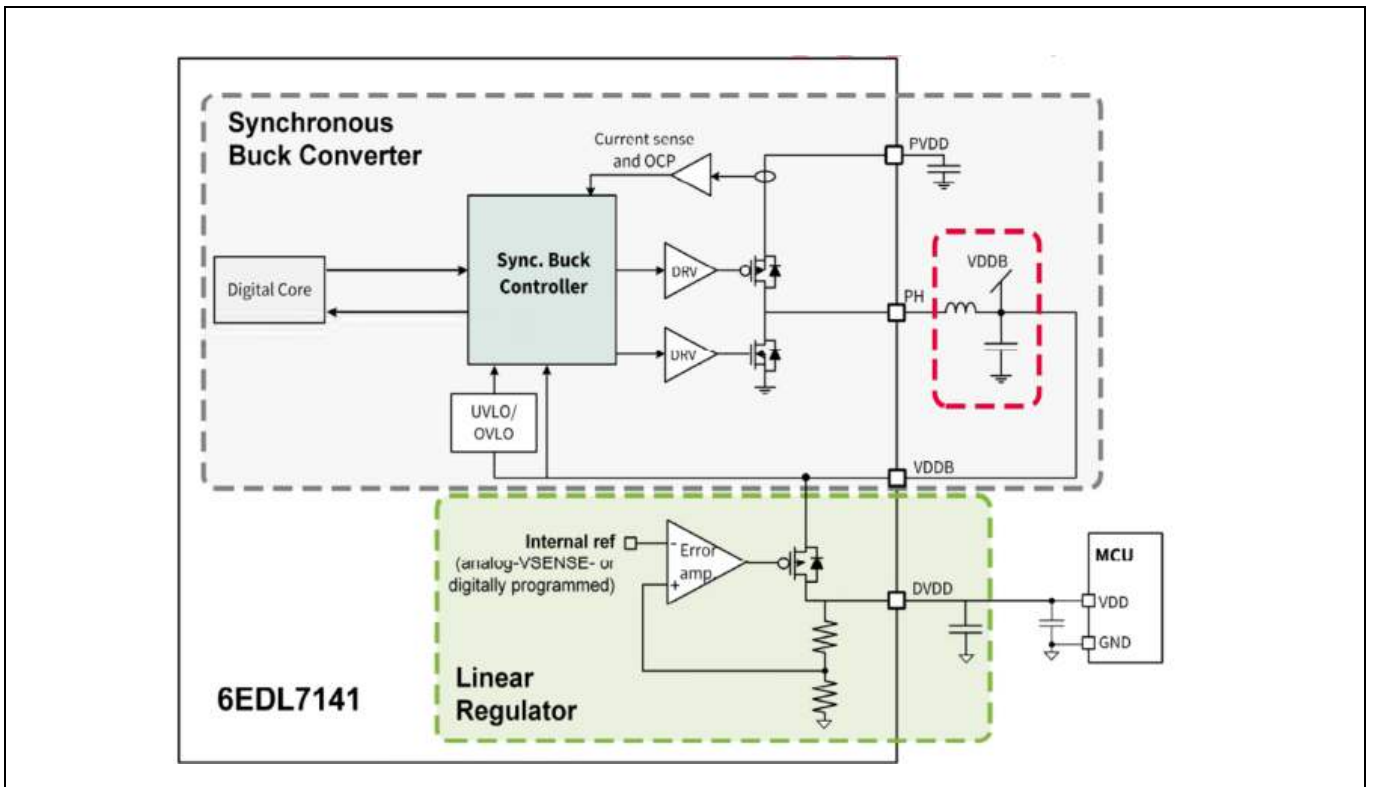 Synchronous
Buck Converter
Current sense
and OCP
PVDD
Digital Core
Sync. Buck
Controller
DRV
DRV
PH
VDDB
UVLO/
OVLO
VDDB
Internal ref
(analog-VSENSE- or
digitally programmed)
-
Error
amp.
+
DVDD
MCU
VDD
GND
Linear
Regulator
6EDL7141